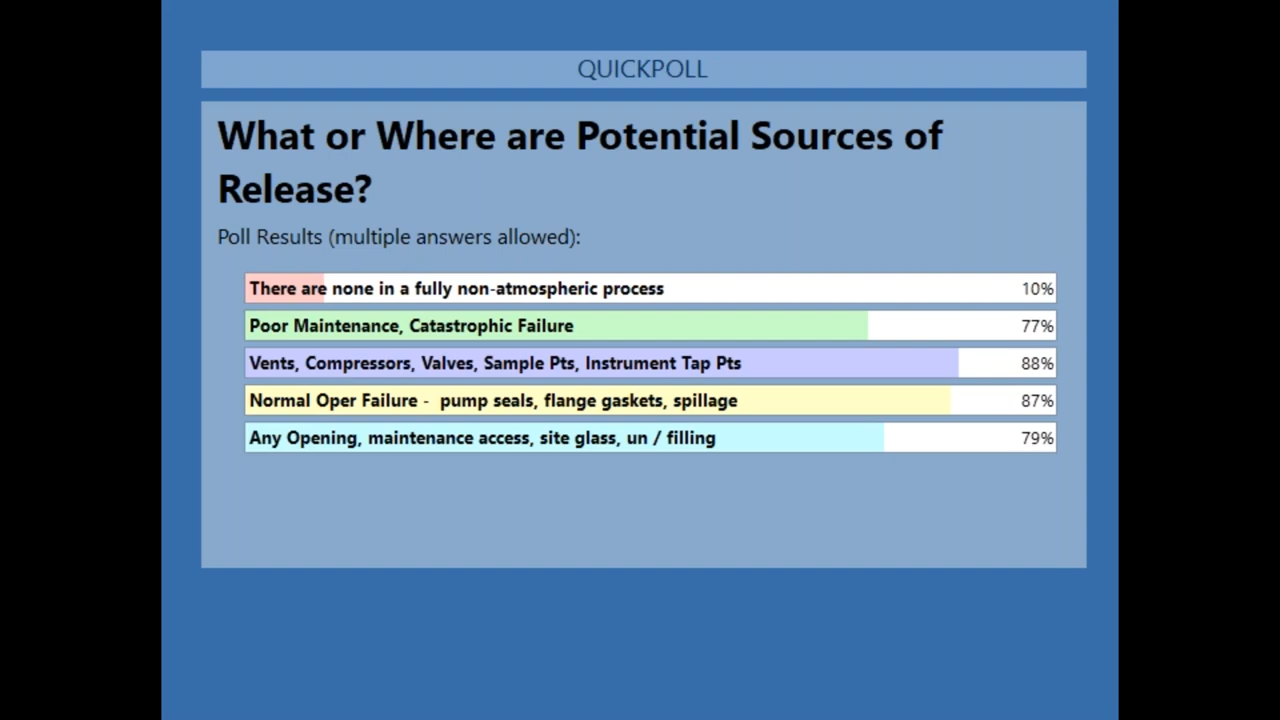 QUICKPOLL
What or Where are Potential Sources of
Release?
Poll Results (multiple answers allowed):
There are none in a fully non-atmospheric process 10%
Poor Maintenance, Catastrophic Failure 77%
Vents, Compressors, Valves, Sample Pts, Instrument Tap Pts 88%
Normal Oper Failure -  pump seals, flange gaskets, spillage 87%
Any Opening, maintenance access, site glass, un / filling 79%